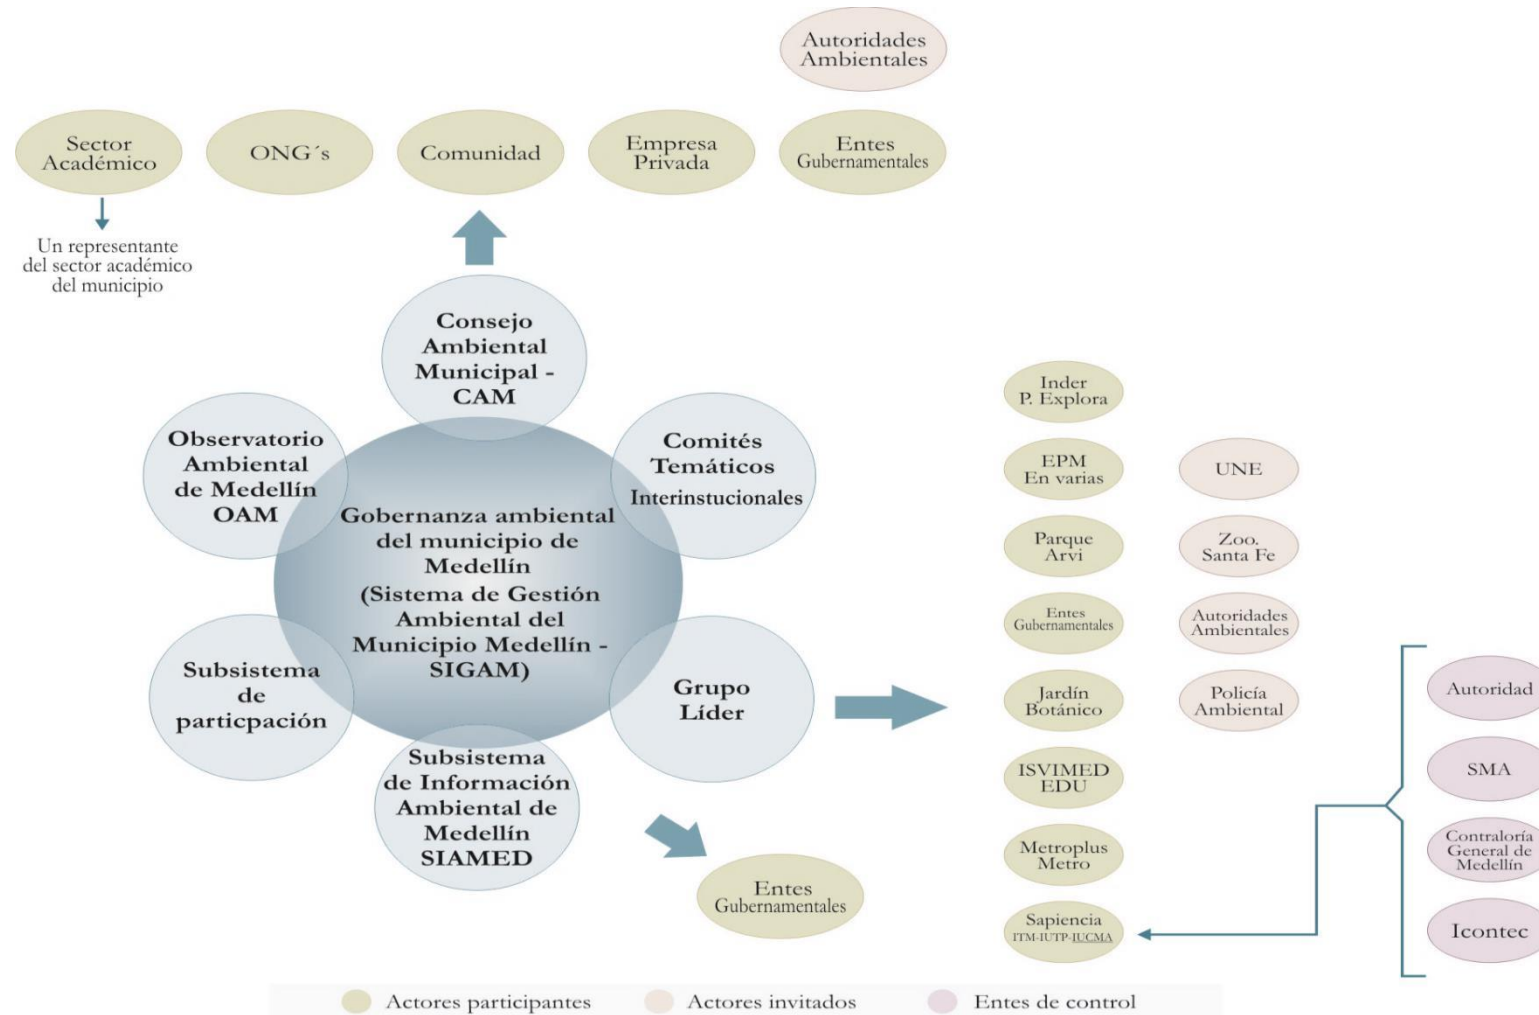 Autoridades
Ambientales
Sector
Académico
ONG´s
Comunidad
Empresa
Privada
Entes
Gubernamentales
Un representante
del sector académico
del municipio
Consejo
Ambiental
Municipal -
CAM
Observatorio
Ambiental
de Medellín
OAM
Comités
Temáticos
Interinstucionales
Gobernanza ambiental
del municipio de
Medellín
(Sistema de Gestión
Ambiental del
Municipio Medellín -
SIGAM)
Subsistema
de
particpación
Grupo
Líder
Subsistema
de Información
Ambiental de
Medellín
SIAMED
Entes
Gubernamentales
Inder
P. Explora
EPM
En varias
Parque
Arvi
Entes
Gubernamentales
Jardín
Botánico
ISVIMED
EDU
Metroplus
Metro
Sapiencia
ITM-IUTP-IUCMA
UNE
Zoo.
Santa Fe
Autoridades
Ambientales
Policía
Ambiental
Autoridad
SMA
Contraloría
General de
Medellín
Icontec
Actores participantes
Actores invitados
Entes de control